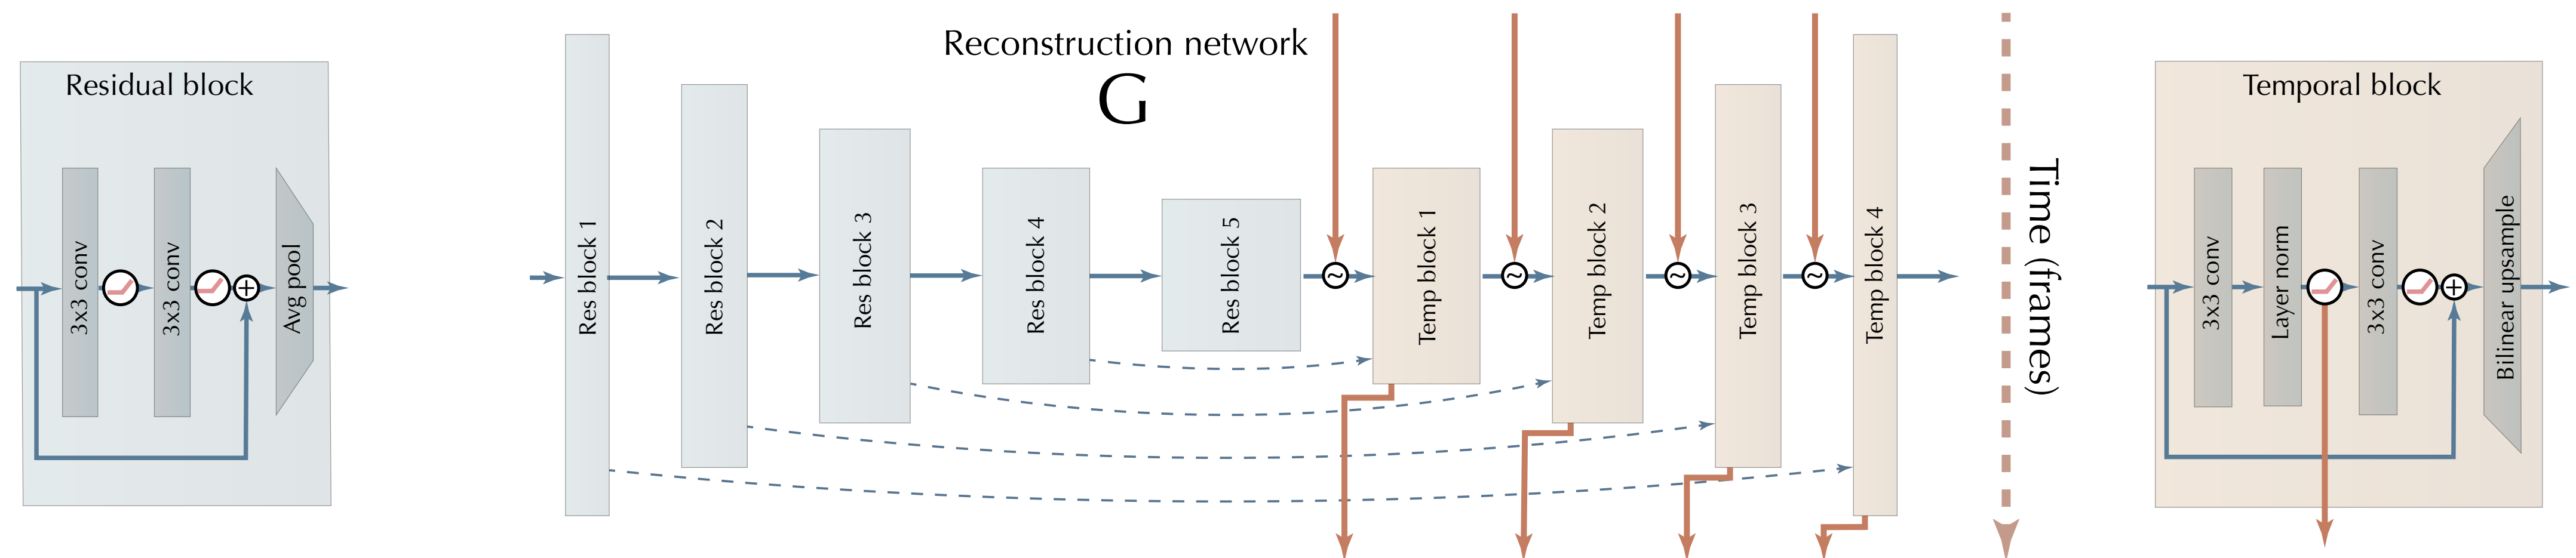 Residual block
3x3 conv
3x3 conv
+
Avg pool
Reconstruction network
G
Res block 1
Res block 2
Res block 3
Res block 4
Res block 5
~
Temp block 1
~
Temp block 2
~
Temp block 3
~
Temp block 4
Time (frames)
Temporal block
3x3 conv
Layer norm
3x3 conv
+
Bilinear upsample